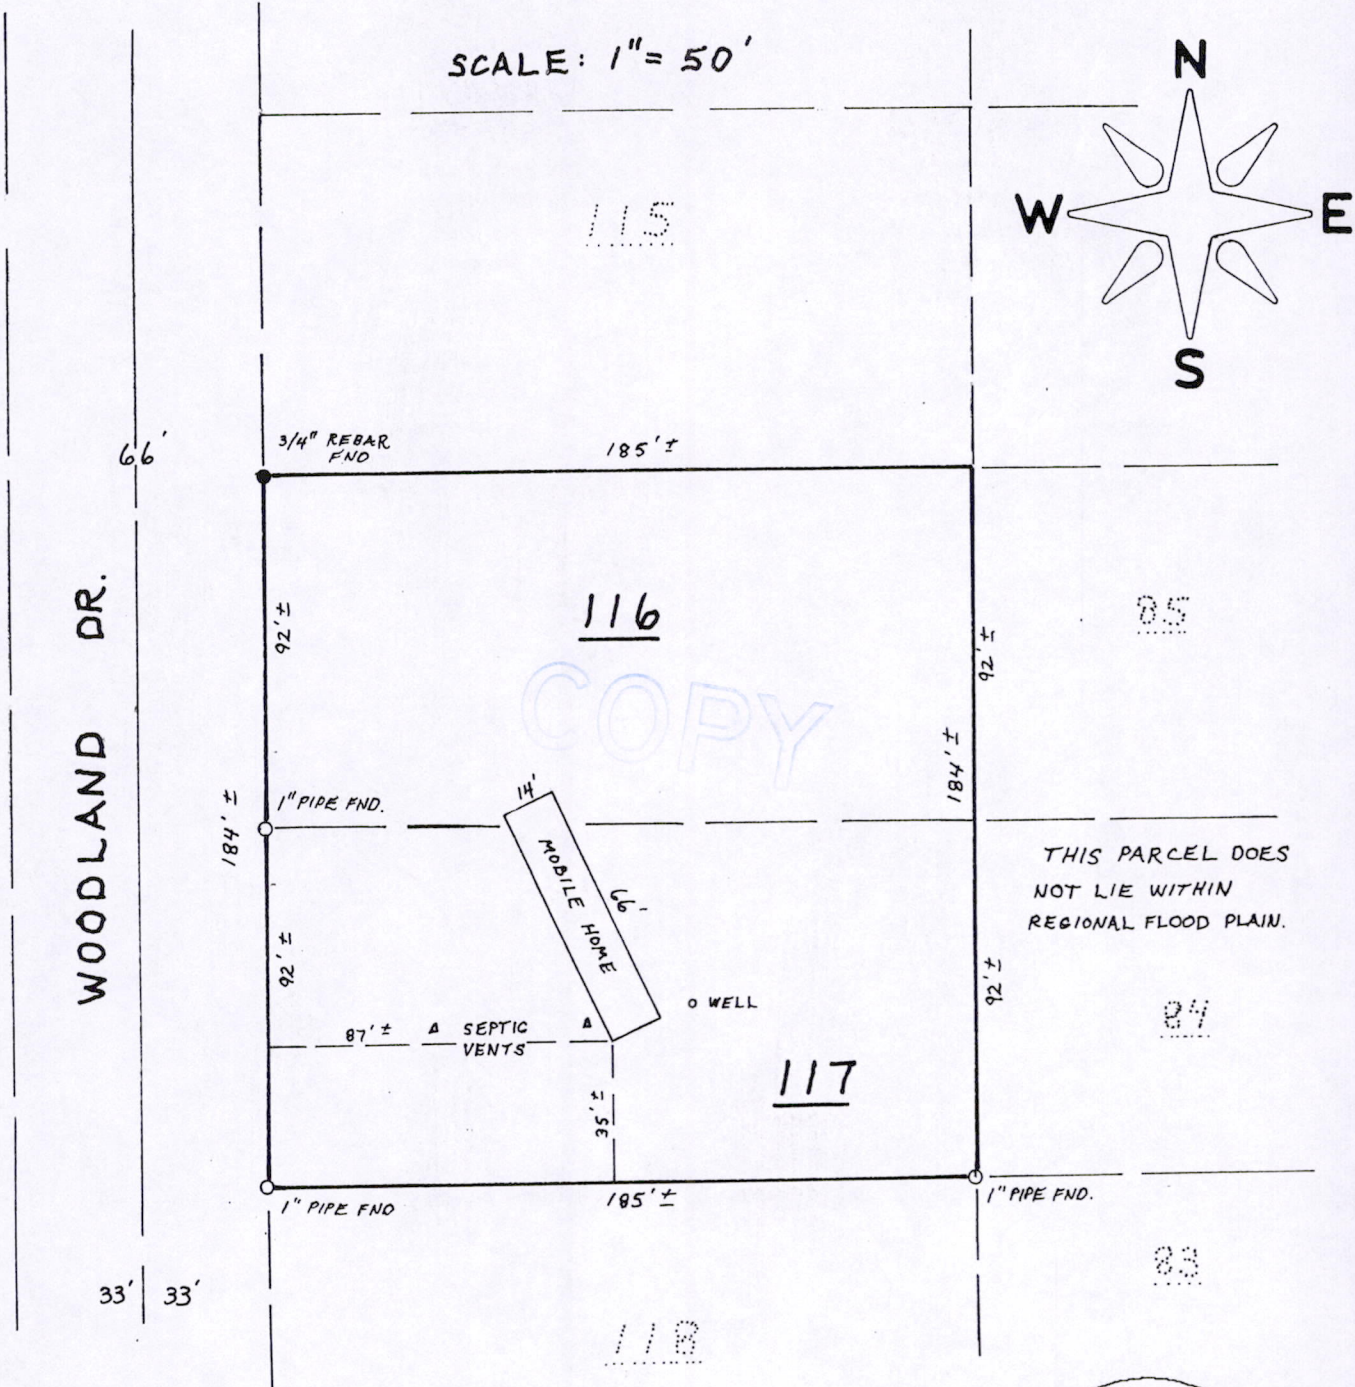 SCALE: 1"= 50'
N
W
E
S
115
66'
3/4" REBAR
FND
185'±
116
92'±
92'±
85
COPY
WOODLAND DR.
184'±
184'±
1" PIPE FND.
14'
MOBILE HOME
66'
THIS PARCEL DOES
NOT LIE WITHIN
REGIONAL FLOOD PLAIN.
92'±
92'±
WELL
84
87'±
SEPTIC
VENTS
117
35'±
1" PIPE FND
185'±
1" PIPE FND.
83
33'
33'
118